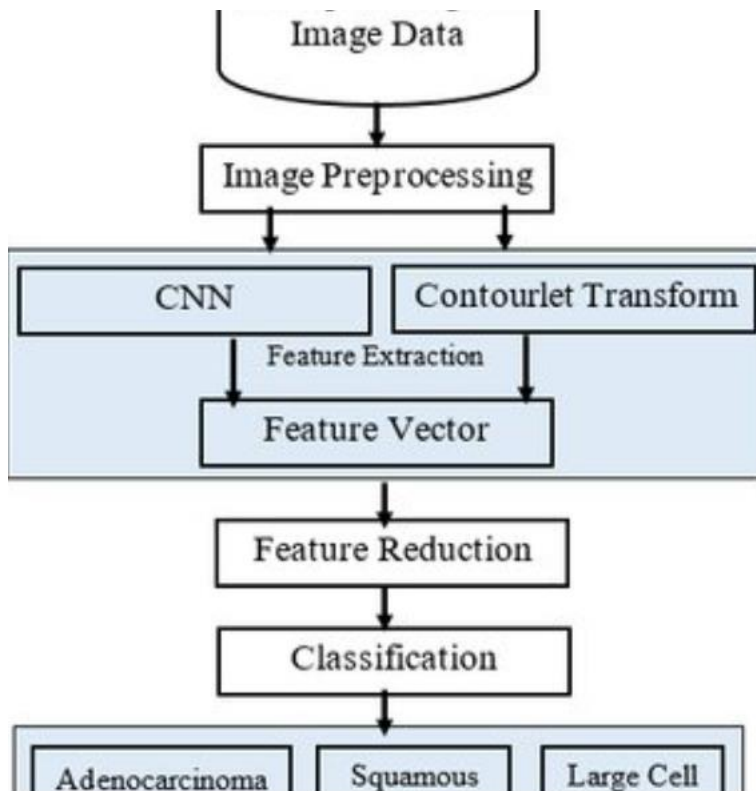 Image Data
Image Preprocessing
CNN
Contourlet Transform
Feature Extraction
Feature Vector
Feature Reduction
Classification
Adenocarcinoma
Squamous
Large Cell